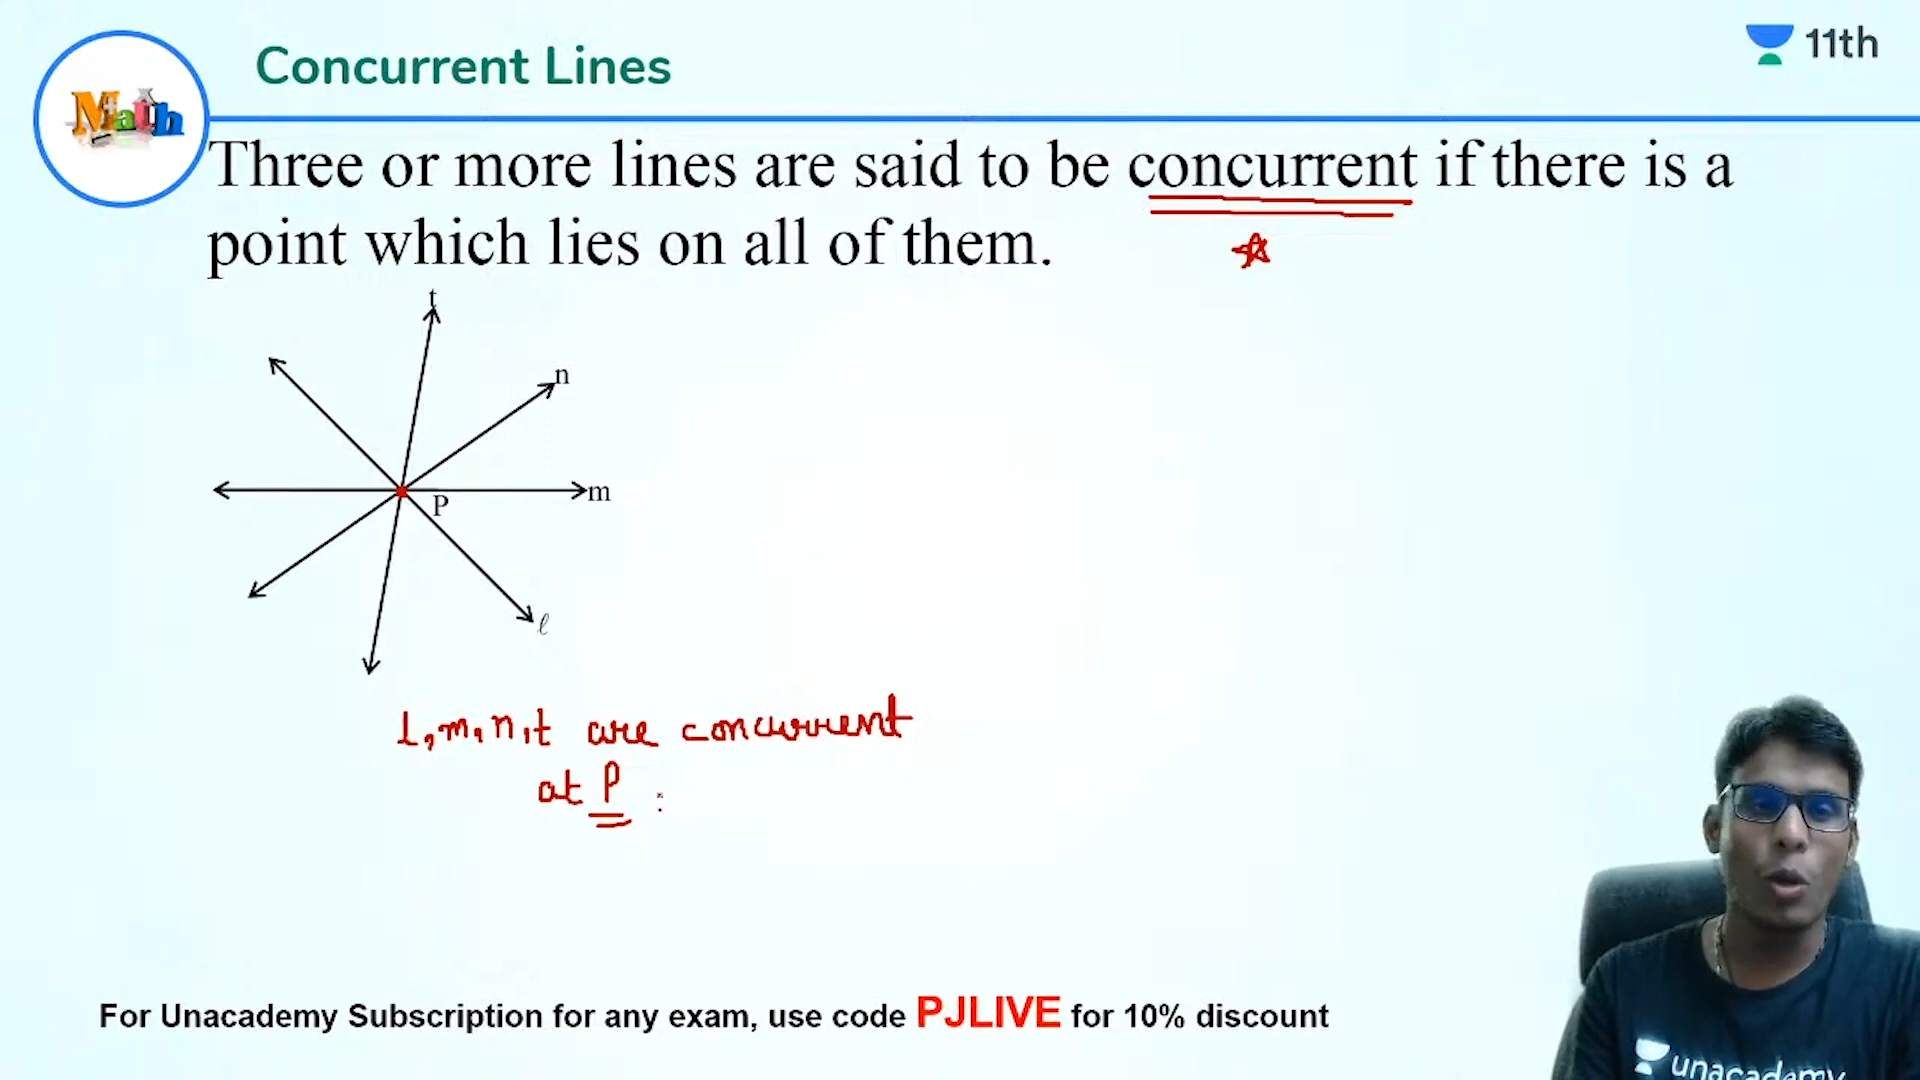 Concurrent Lines
11th
Math
Three or more lines are said to be concurrent if there is a
point which lies on all of them.
t
n
m
P
ℓ
l, m, n, t are concurrent
at P
For Unacademy Subscription for any exam, use code PJLIVE for 10% discount
unacademy